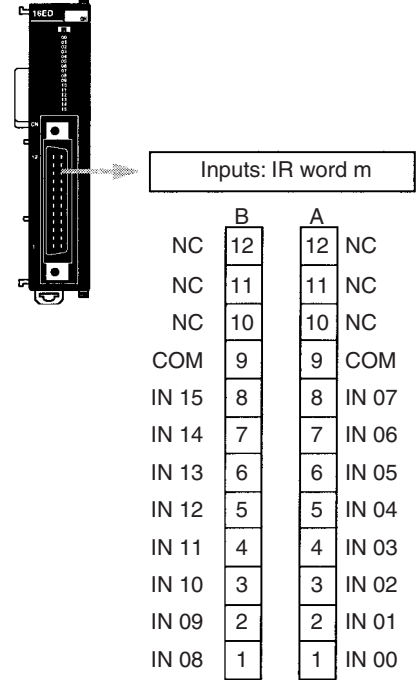 16ED
CN
12
1
Inputs: IR word m
B A
NC 12 12 NC
NC 11 11 NC
NC 10 10 NC
COM 9 9 COM
IN 15 8 8 IN 07
IN 14 7 7 IN 06
IN 13 6 6 IN 05
IN 12 5 5 IN 04
IN 11 4 4 IN 03
IN 10 3 3 IN 02
IN 09 2 2 IN 01
IN 08 1 1 IN 00